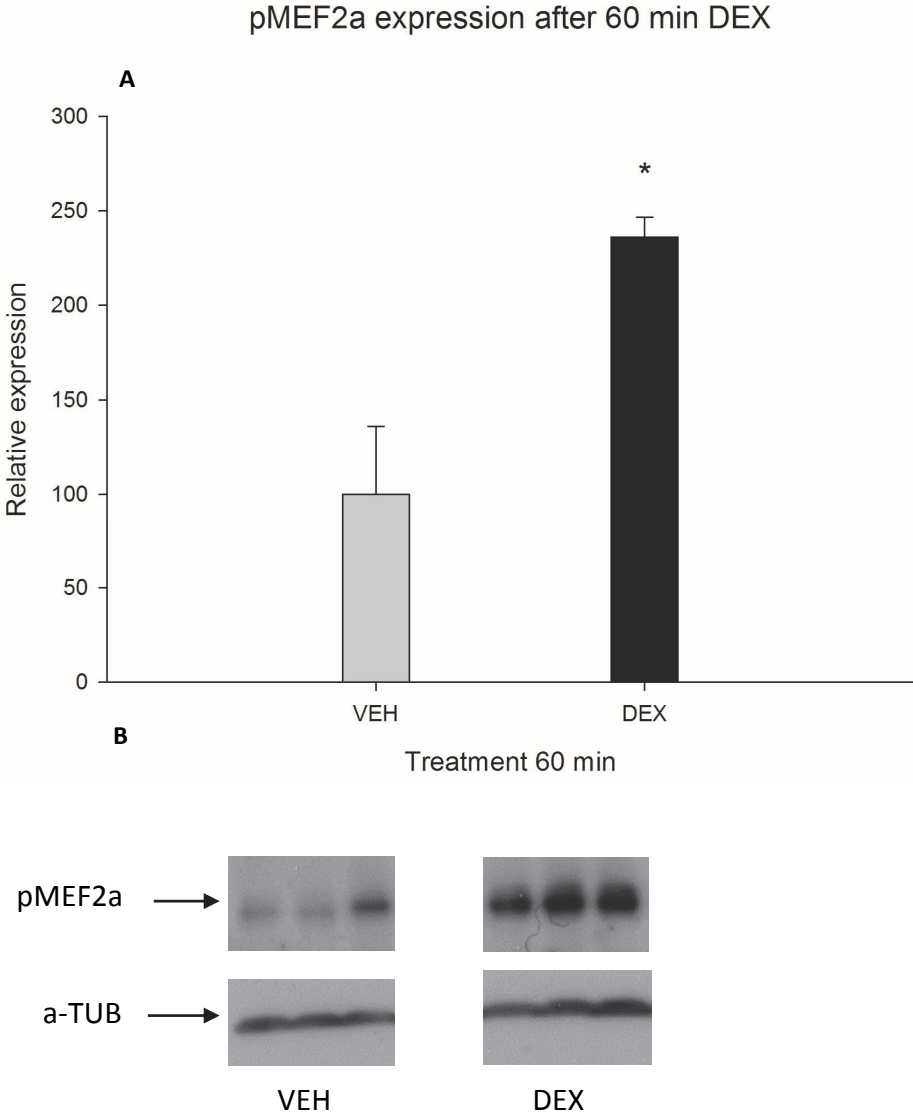 pMEF2a expression after 60 min DEX
A
300
250
200
150
100
50
0
Relative expression
*
VEH DEX
B
Treatment 60 min
pMEF2a
a-TUB
VEH DEX